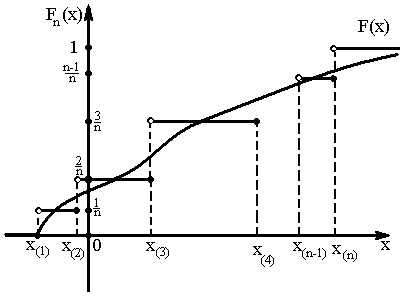 Fₙ(x)
F(x)
1
n-1/n
3/n
2/n
1/n
x₍₁₎ x₍₂₎ 0 x₍₃₎ x₍₄₎ x₍ₙ₋₁₎ x₍ₙ₎ x